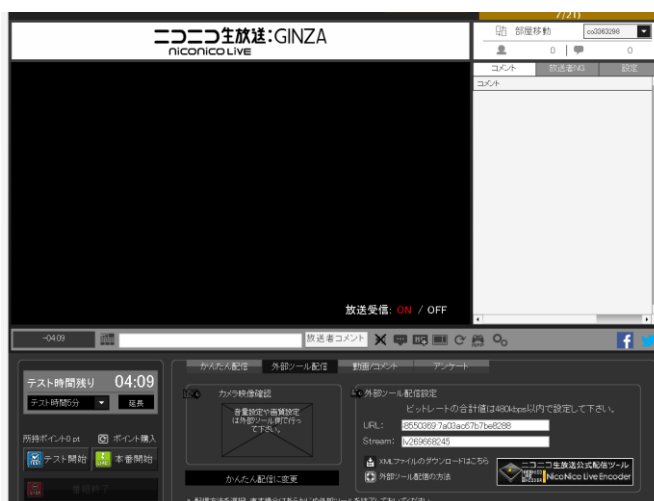 7/21)
ニコニコ生放送:GINZA
niconico LIVE
部屋移動 co3363298
0 0
コメント 放送者NG 設定
コメント
放送受信: ON / OFF
-04:09 放送者コメント
かんたん配信 外部ツール配信 動画/コメント アンケート
テスト時間残り 04:09
テスト時間5分 延長
所持ポイント0 pt ポイント購入
テスト開始 本番開始
番組終了
カメラ映像確認
音量設定や画質設定
は外部ツール側で行っ
て下さい。
かんたん配信に変更
外部ツール配信設定
ビットレートの合計値は480kbps以内で設定して下さい。
URL: 8550369.7a03ac67b7be8288
Stream: lv269668245
XMLファイルのダウンロードはこちら
外部ツール配信の方法
ニコニコ生放送公式配信ツール
NicoNico Live Encoder